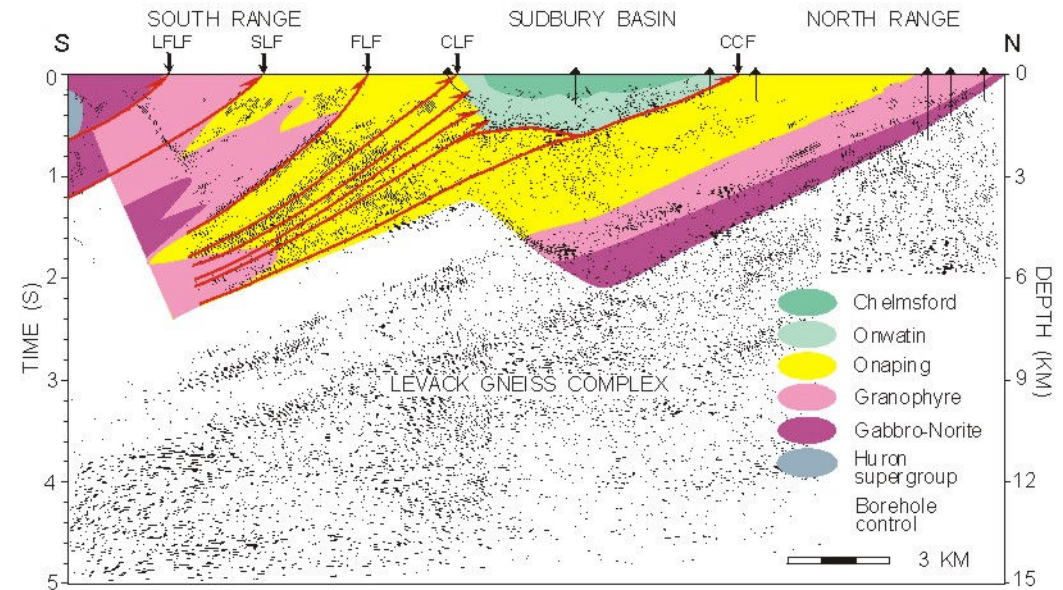 SOUTH RANGE SUDBURY BASIN NORTH RANGE
S LFLF SLF FLF CLF CCF N
0 0
1 3
2 6
3 9
4 12
5 15
TIME (S)
DEPTH (KM)
LEVACK GNEISS COMPLEX
Chelmsford
Onwatin
Onaping
Granophyre
Gabbro-Norite
Huron
supergroup
Borehole
control
3 KM